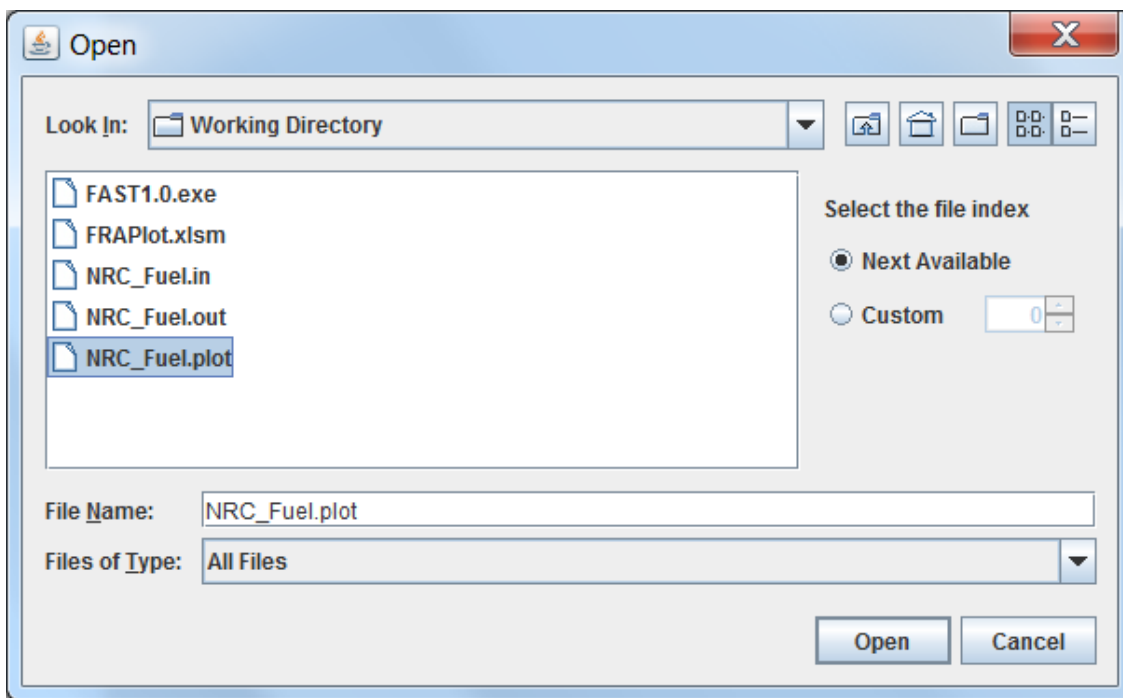 Open
Look In: Working Directory
FAST1.0.exe
FRAPlot.xlsm
NRC_Fuel.in
NRC_Fuel.out
NRC_Fuel.plot
Select the file index
Next Available
Custom 0
File Name: NRC_Fuel.plot
Files of Type: All Files
Open Cancel